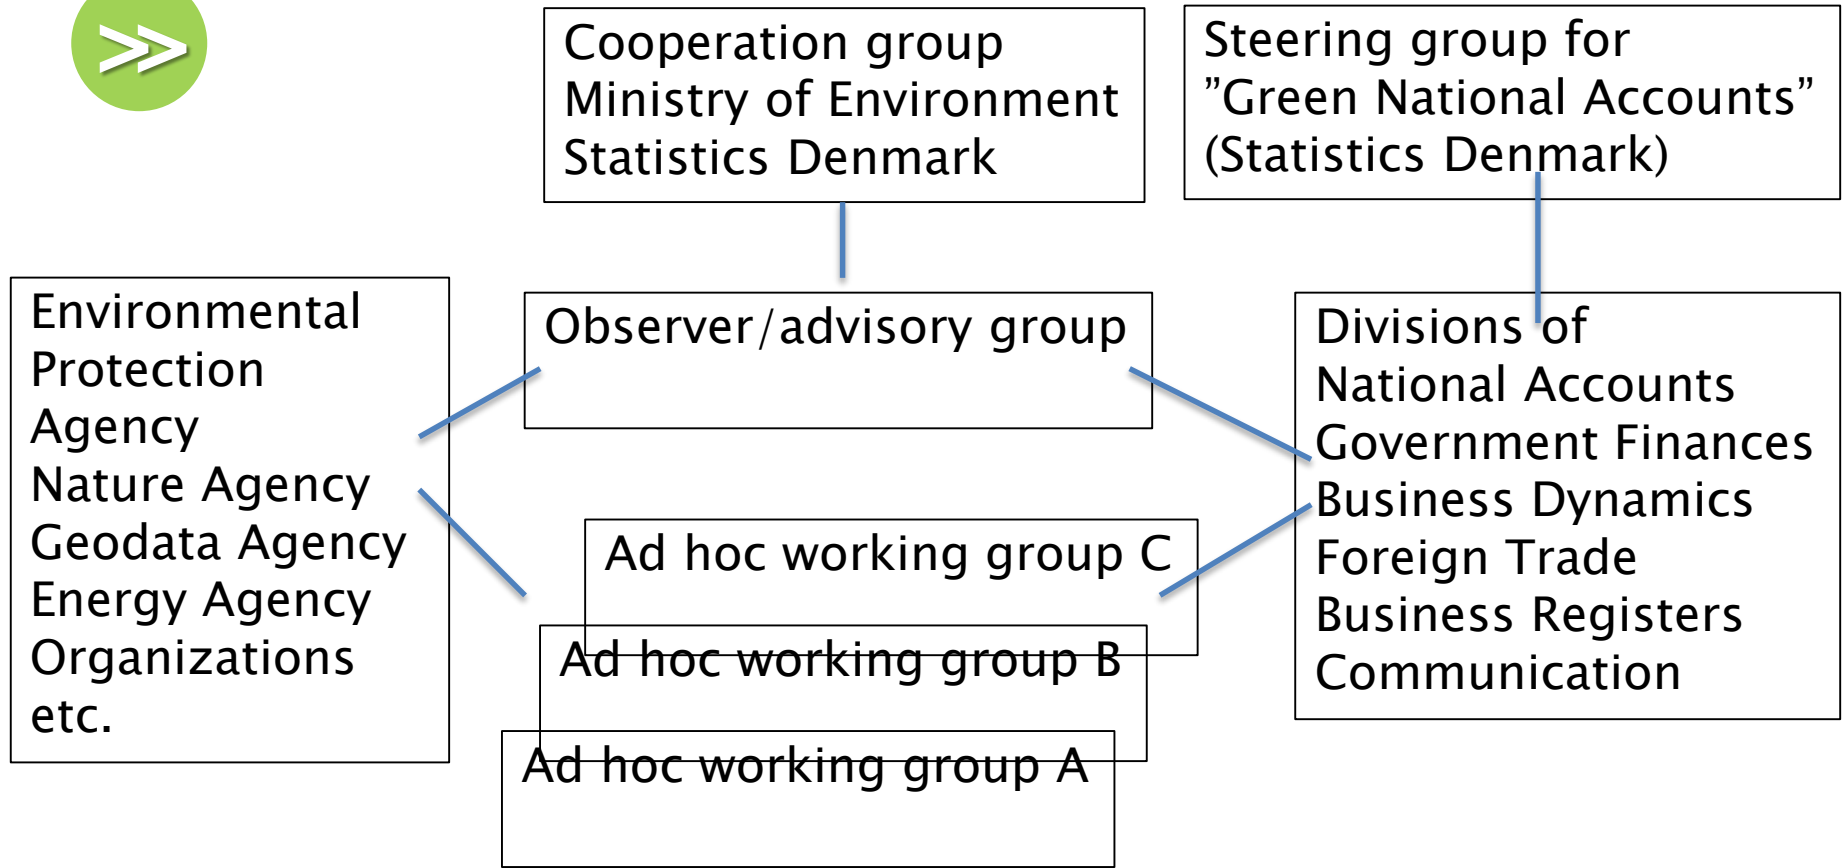 >>
Cooperation group
Ministry of Environment
Statistics Denmark
Steering group for
”Green National Accounts”
(Statistics Denmark)
Environmental
Protection
Agency
Nature Agency
Geodata Agency
Energy Agency
Organizations
etc.
Observer/advisory group
Ad hoc working group C
Ad hoc working group B
Ad hoc working group A
Divisions of
National Accounts
Government Finances
Business Dynamics
Foreign Trade
Business Registers
Communication